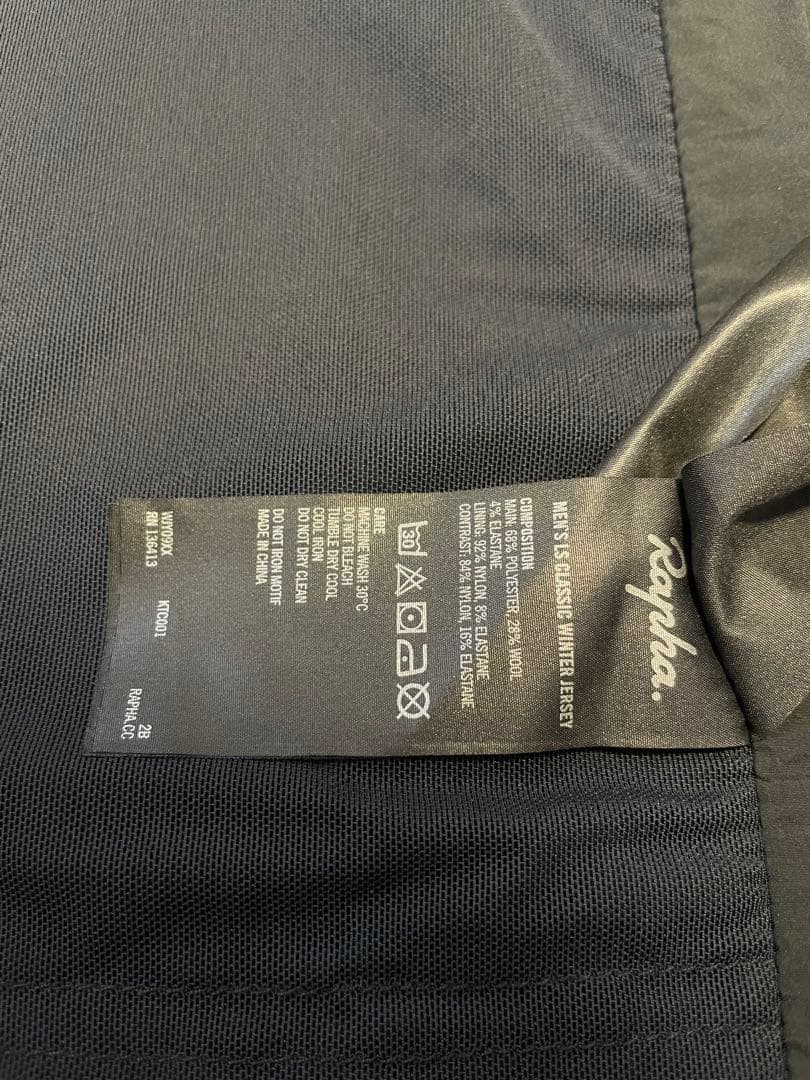 Rapha.
MEN'S LS CLASSIC WINTER JERSEY
COMPOSITION
MAIN: 68% POLYESTER, 28% WOOL
4% ELASTANE
LINING: 92% NYLON, 8% ELASTANE
CONTRAST: 84% NYLON, 16% ELASTANE
30
CARE
MACHINE WASH 30°C
DO NOT BLEACH
TUMBLE DRY COOL
COOL IRON
DO NOT DRY CLEAN
DO NOT IRON MOTIF
MADE IN CHINA
KTC001 2B
RN 136413 RAPHA.CC